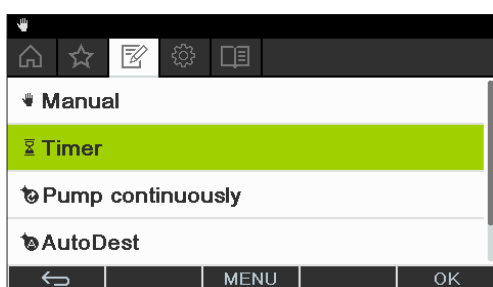 Manual
Timer
Pump continuously
AutoDest
MENU OK